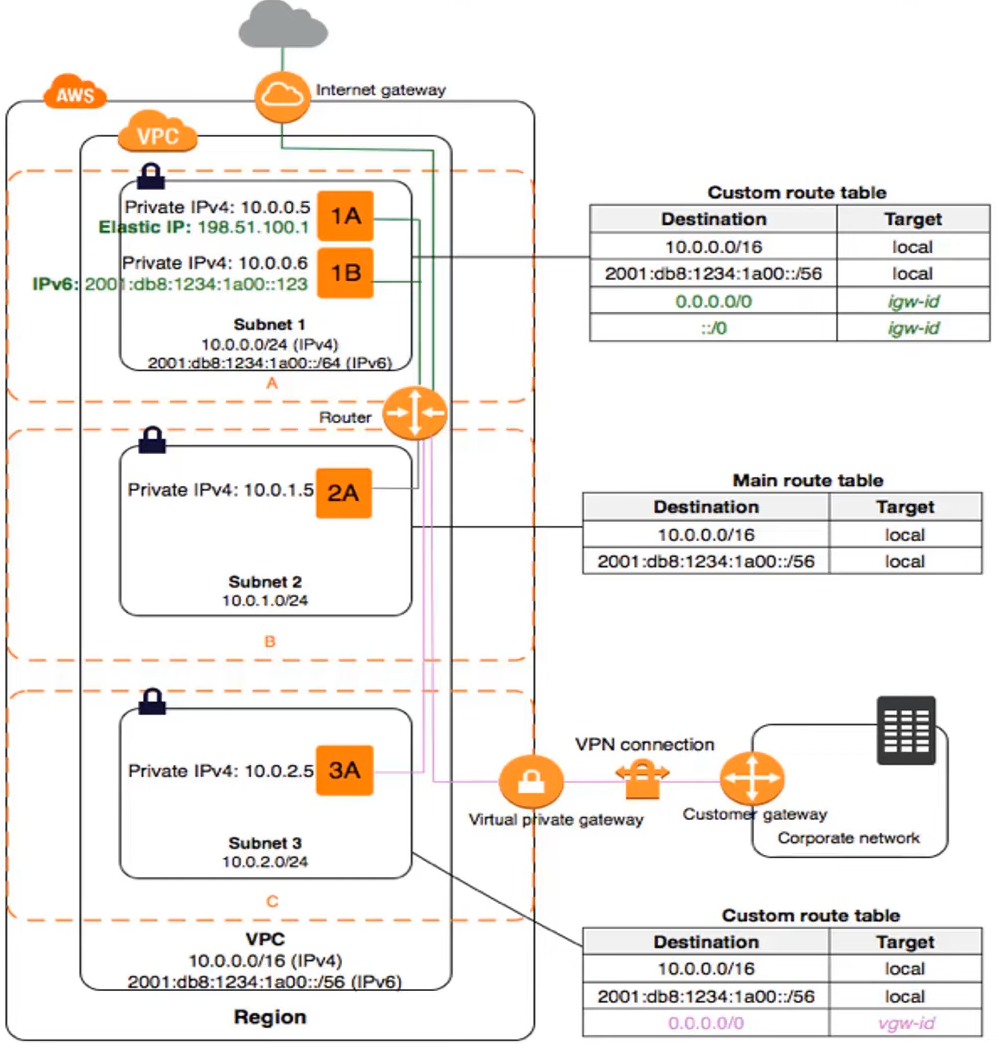 Internet gateway
AWS
VPC
Private IPv4: 10.0.0.5
1A
Elastic IP: 198.51.100.1
Private IPv4: 10.0.0.6
1B
IPv6: 2001:db8:1234:1a00::123
Subnet 1
10.0.0.0/24 (IPv4)
2001:db8:1234:1a00::/64 (IPv6)
A
Custom route table
Destination Target
10.0.0.0/16 local
2001:db8:1234:1a00::/56 local
0.0.0.0/0 igw-id
::/0 igw-id
Router
Private IPv4: 10.0.1.5
2A
Subnet 2
10.0.1.0/24
B
Main route table
Destination Target
10.0.0.0/16 local
2001:db8:1234:1a00::/56 local
Private IPv4: 10.0.2.5
3A
Subnet 3
10.0.2.0/24
C
VPN connection
Virtual private gateway
Customer gateway
Corporate network
VPC
10.0.0.0/16 (IPv4)
2001:db8:1234:1a00::/56 (IPv6)
Region
Custom route table
Destination Target
10.0.0.0/16 local
2001:db8:1234:1a00::/56 local
0.0.0.0/0 vgw-id